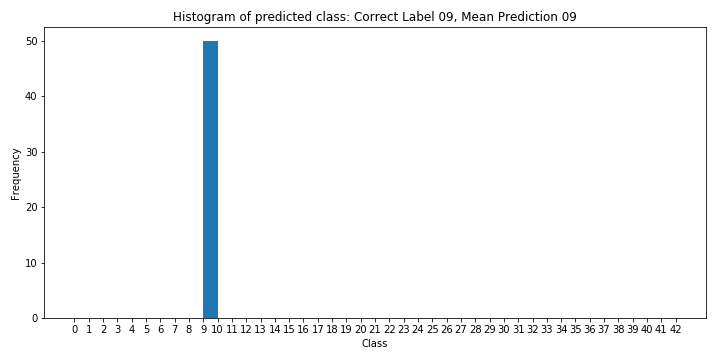 Histogram of predicted class: Correct Label 09, Mean Prediction 09
50
40
30
20
10
0
Frequency
0 1 2 3 4 5 6 7 8 9 10 11 12 13 14 15 16 17 18 19 20 21 22 23 24 25 26 27 28 29 30 31 32 33 34 35 36 37 38 39 40 41 42
Class